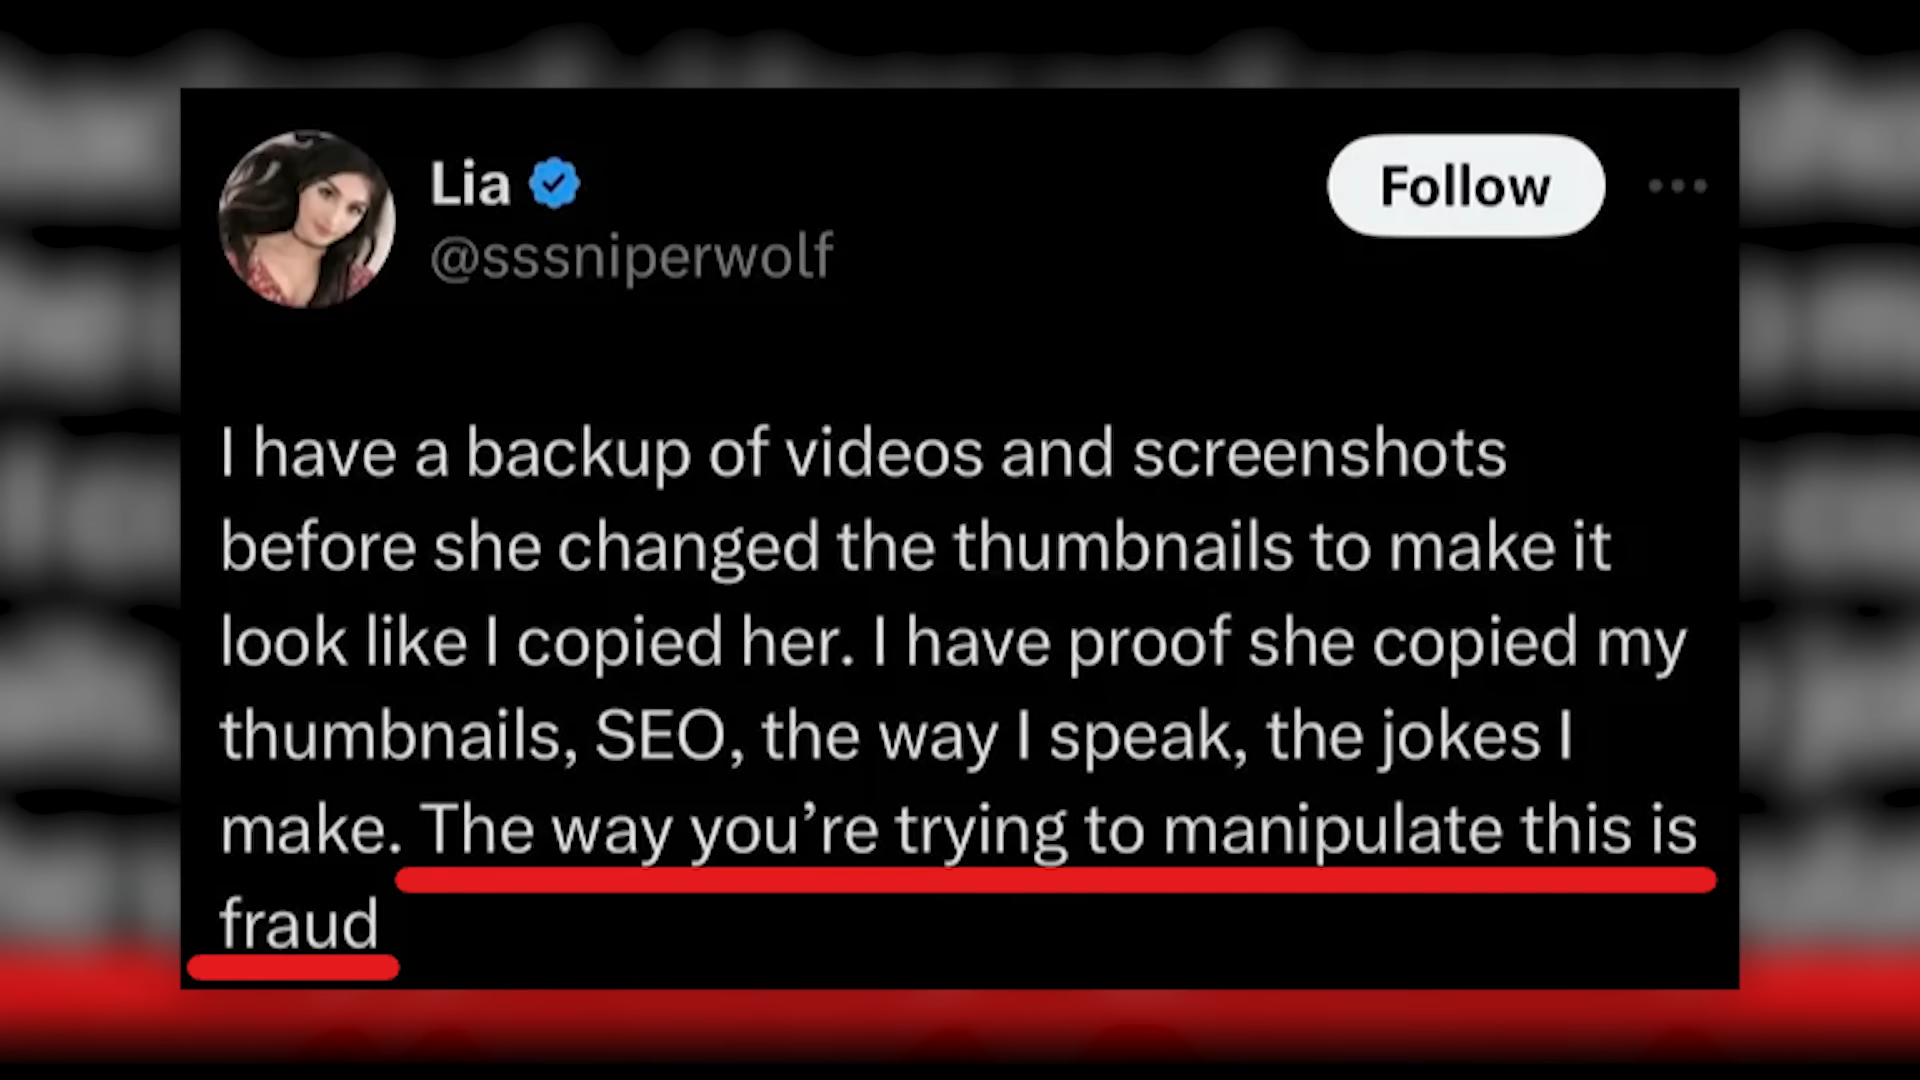 Lia
Follow
@sssniperwolf
I have a backup of videos and screenshots
before she changed the thumbnails to make it
look like I copied her. I have proof she copied my
thumbnails, SEO, the way I speak, the jokes I
make. The way you’re trying to manipulate this is
fraud